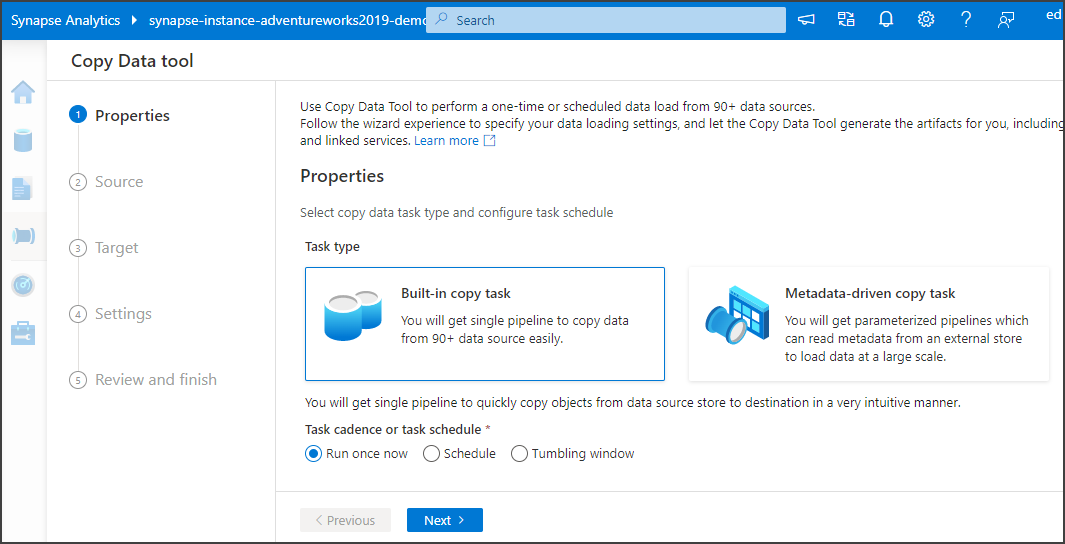 Synapse Analytics
synapse-instance-adventureworks2019-demo
Search
?
ed
Copy Data tool
1 Properties
2 Source
3 Target
4 Settings
5 Review and finish
Use Copy Data Tool to perform a one-time or scheduled data load from 90+ data sources.
Follow the wizard experience to specify your data loading settings, and let the Copy Data Tool generate the artifacts for you, including
and linked services. Learn more
Properties
Select copy data task type and configure task schedule
Task type
Built-in copy task
You will get single pipeline to copy data
from 90+ data source easily.
Metadata-driven copy task
You will get parameterized pipelines which
can read metadata from an external store
to load data at a large scale.
You will get single pipeline to quickly copy objects from data source store to destination in a very intuitive manner.
Task cadence or task schedule *
Run once now Schedule Tumbling window
< Previous Next >